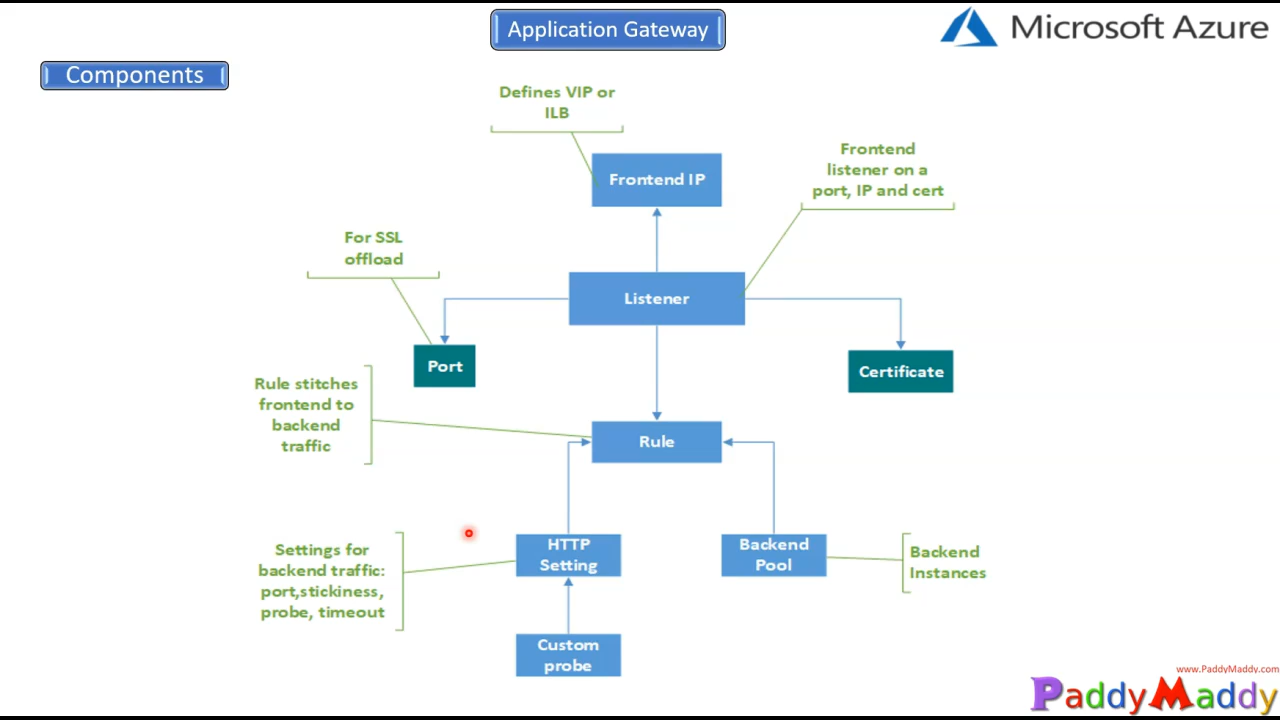 Application Gateway
Microsoft Azure
Components
Defines VIP or
ILB
Frontend IP
Frontend
listener on a
port, IP and cert
For SSL
offload
Listener
Port
Certificate
Rule stitches
frontend to
backend
traffic
Rule
Settings for
backend traffic:
port,stickiness,
probe, timeout
HTTP
Setting
Backend
Pool
Backend
Instances
Custom
probe
www.PaddyMaddy.com
PaddyMaddy